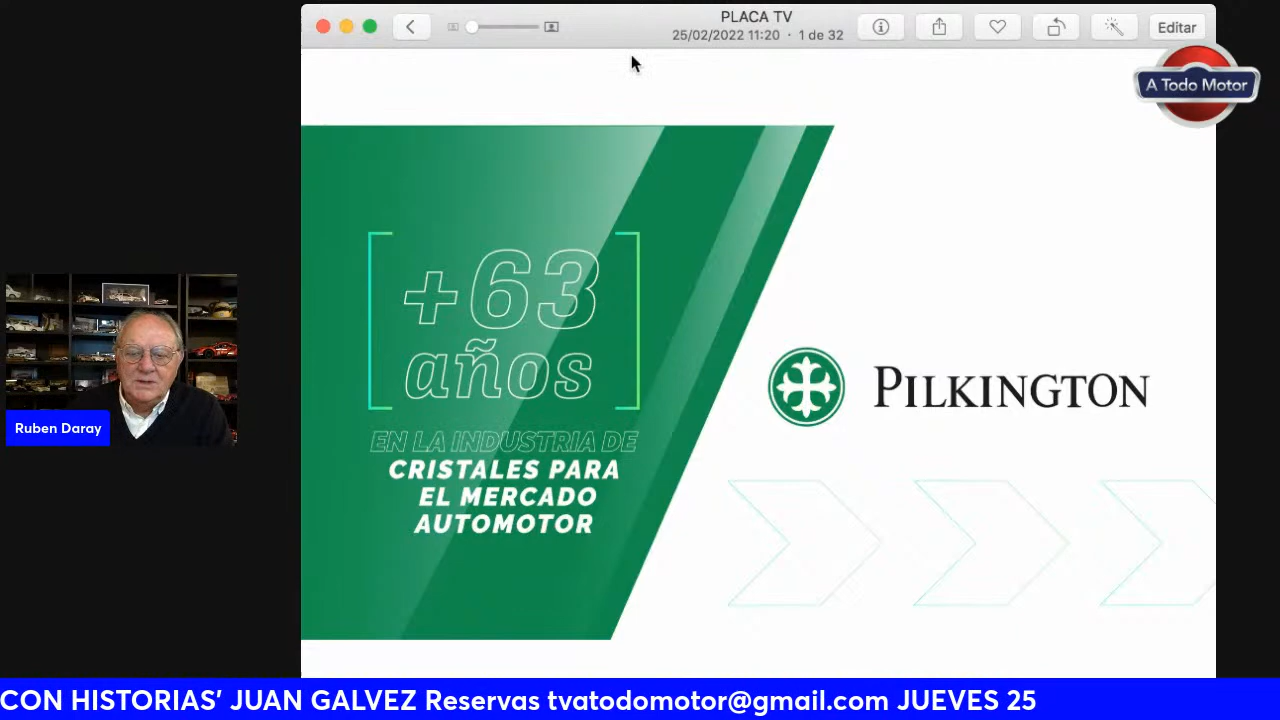 PLACA TV
25/02/2022 11:20 · 1 de 32
Editar
A Todo Motor
+63
años
EN LA INDUSTRIA DE
CRISTALES PARA
EL MERCADO
AUTOMOTOR
PILKINGTON
Ruben Daray
CON HISTORIAS’ JUAN GALVEZ Reservas tvatodomotor@gmail.com JUEVES 25